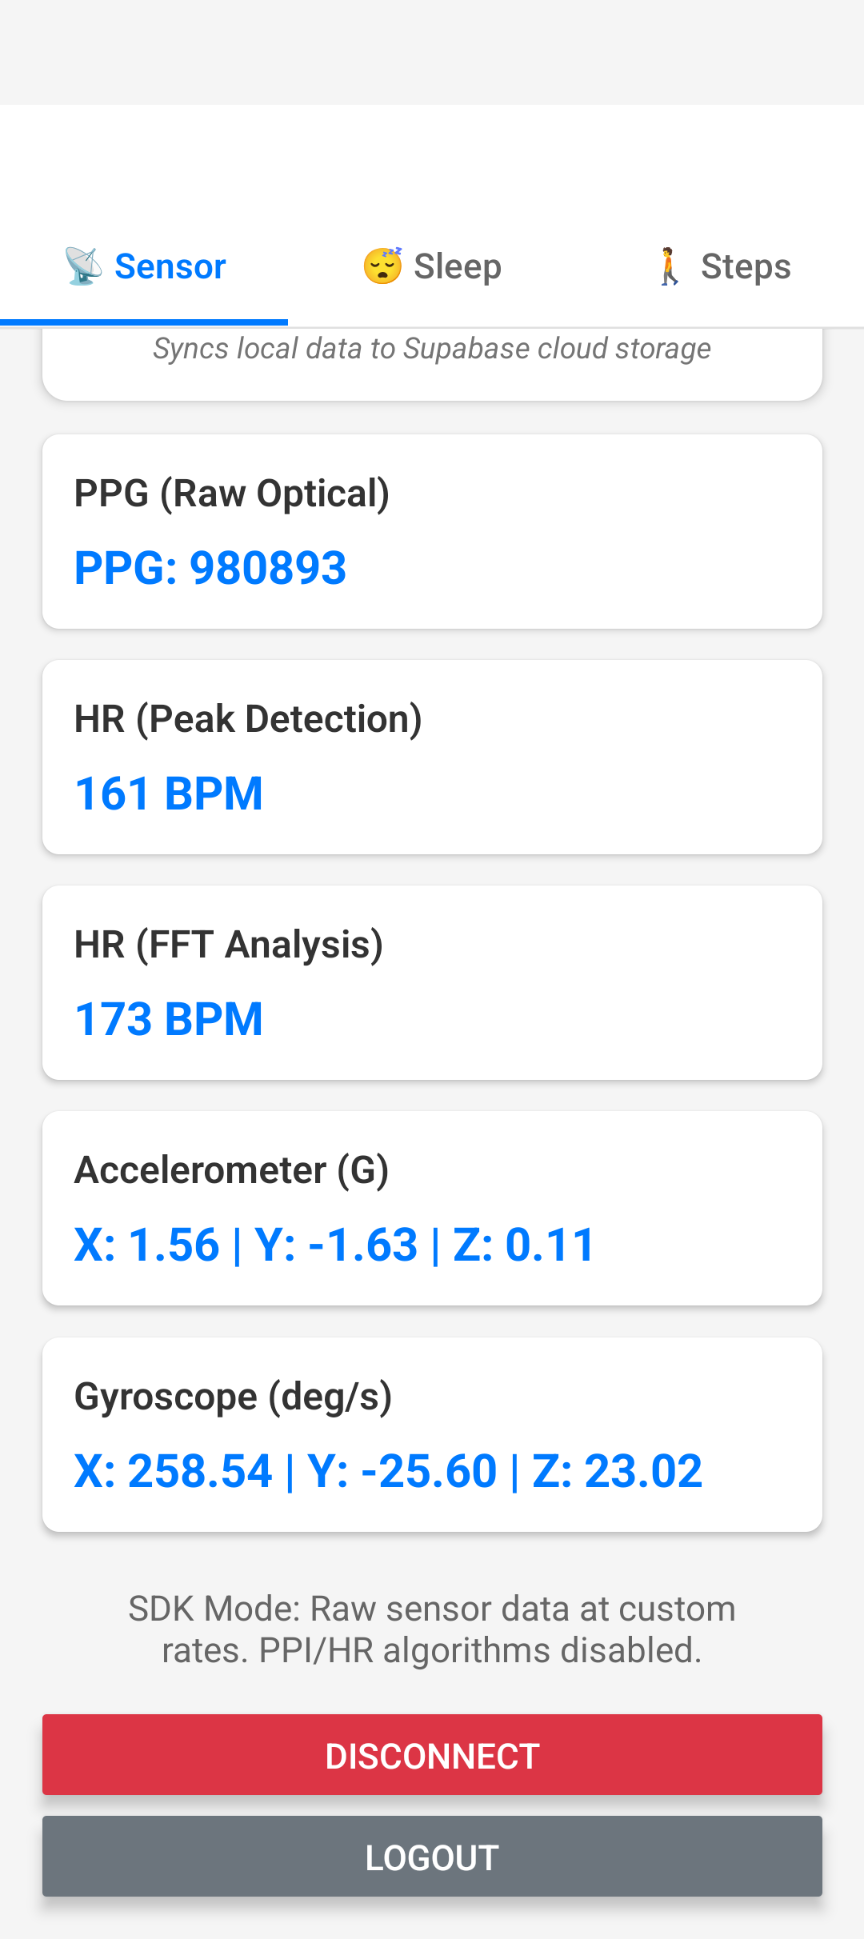 Sensor
Sleep
Steps
Syncs local data to Supabase cloud storage
PPG (Raw Optical)
PPG: 980893
HR (Peak Detection)
161 BPM
HR (FFT Analysis)
173 BPM
Accelerometer (G)
X: 1.56 | Y: -1.63 | Z: 0.11
Gyroscope (deg/s)
X: 258.54 | Y: -25.60 | Z: 23.02
SDK Mode: Raw sensor data at custom
rates. PPI/HR algorithms disabled.
DISCONNECT
LOGOUT